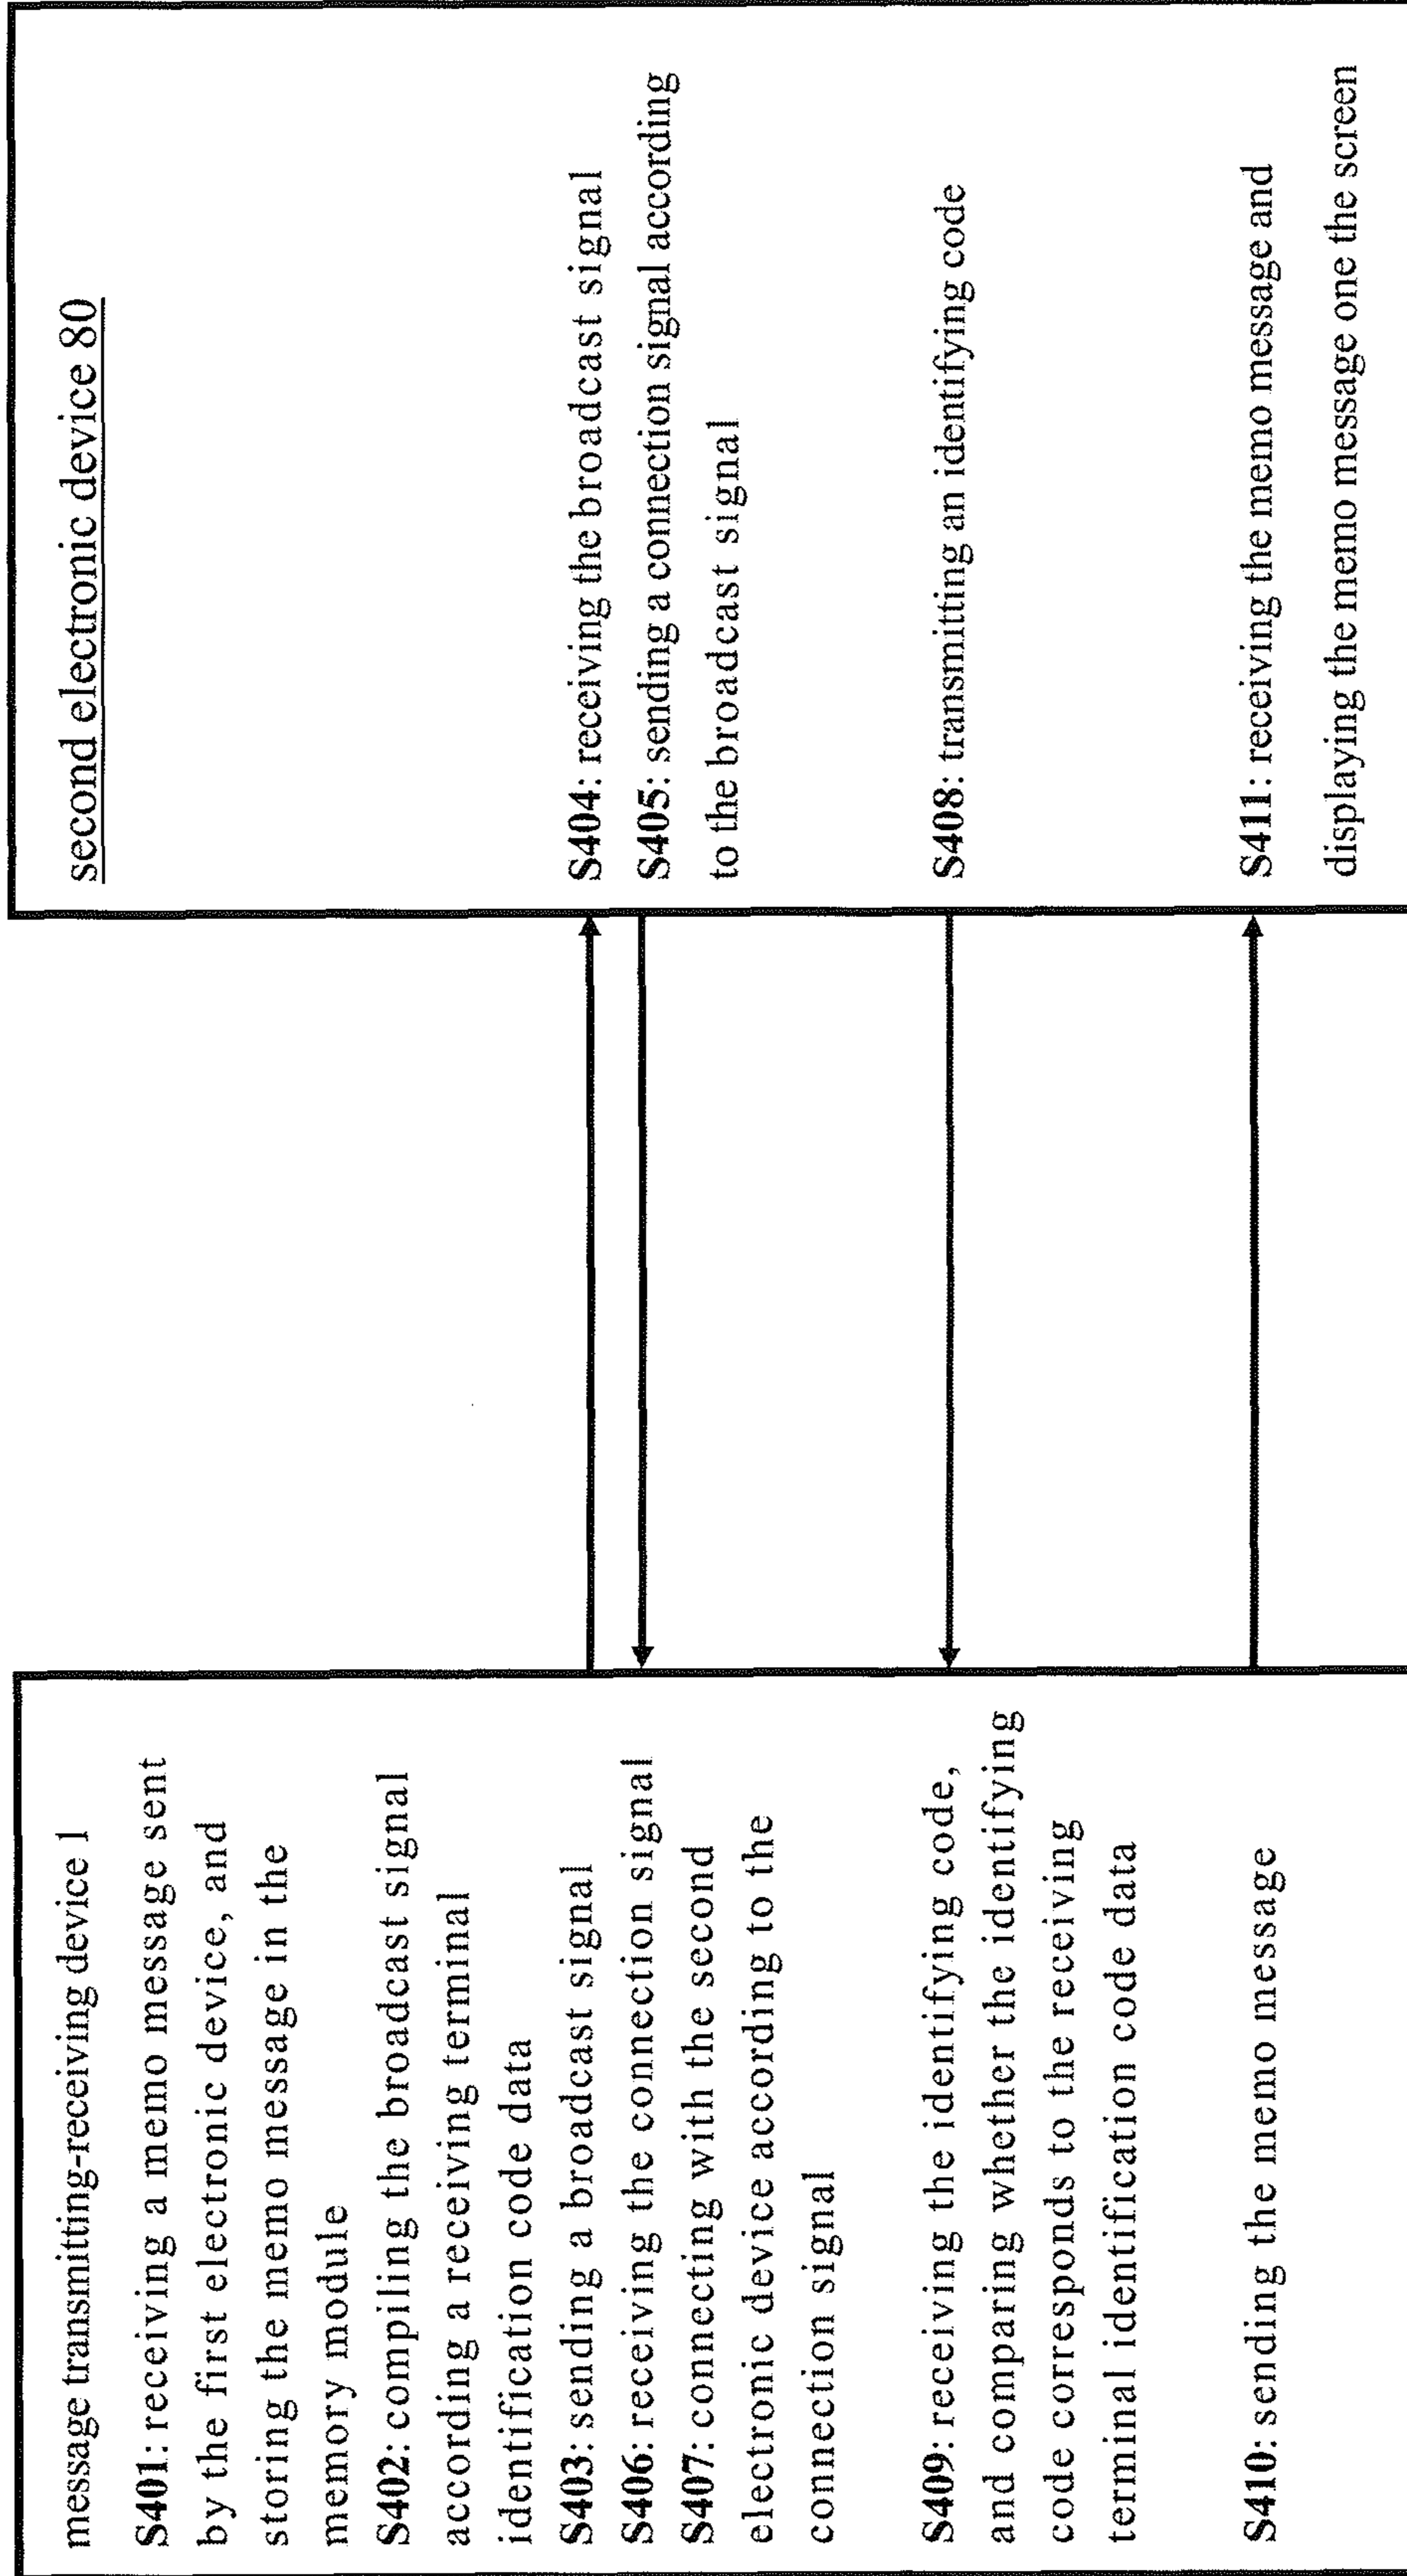 message transmitting-receiving device 1
S401: receiving a memo message sent
by the first electronic device, and
storing the memo message in the
memory module
S402: compiling the broadcast signal
according a receiving terminal
identification code data
S403: sending a broadcast signal
S406: receiving the connection signal
S407: connecting with the second
electronic device according to the
connection signal
S409: receiving the identifying code,
and comparing whether the identifying
code corresponds to the receiving
terminal identification code data
S410: sending the memo message
second electronic device 80
S404: receiving the broadcast signal
S405: sending a connection signal according
to the broadcast signal
S408: transmitting an identifying code
S411: receiving the memo message and
displaying the memo message one the screen